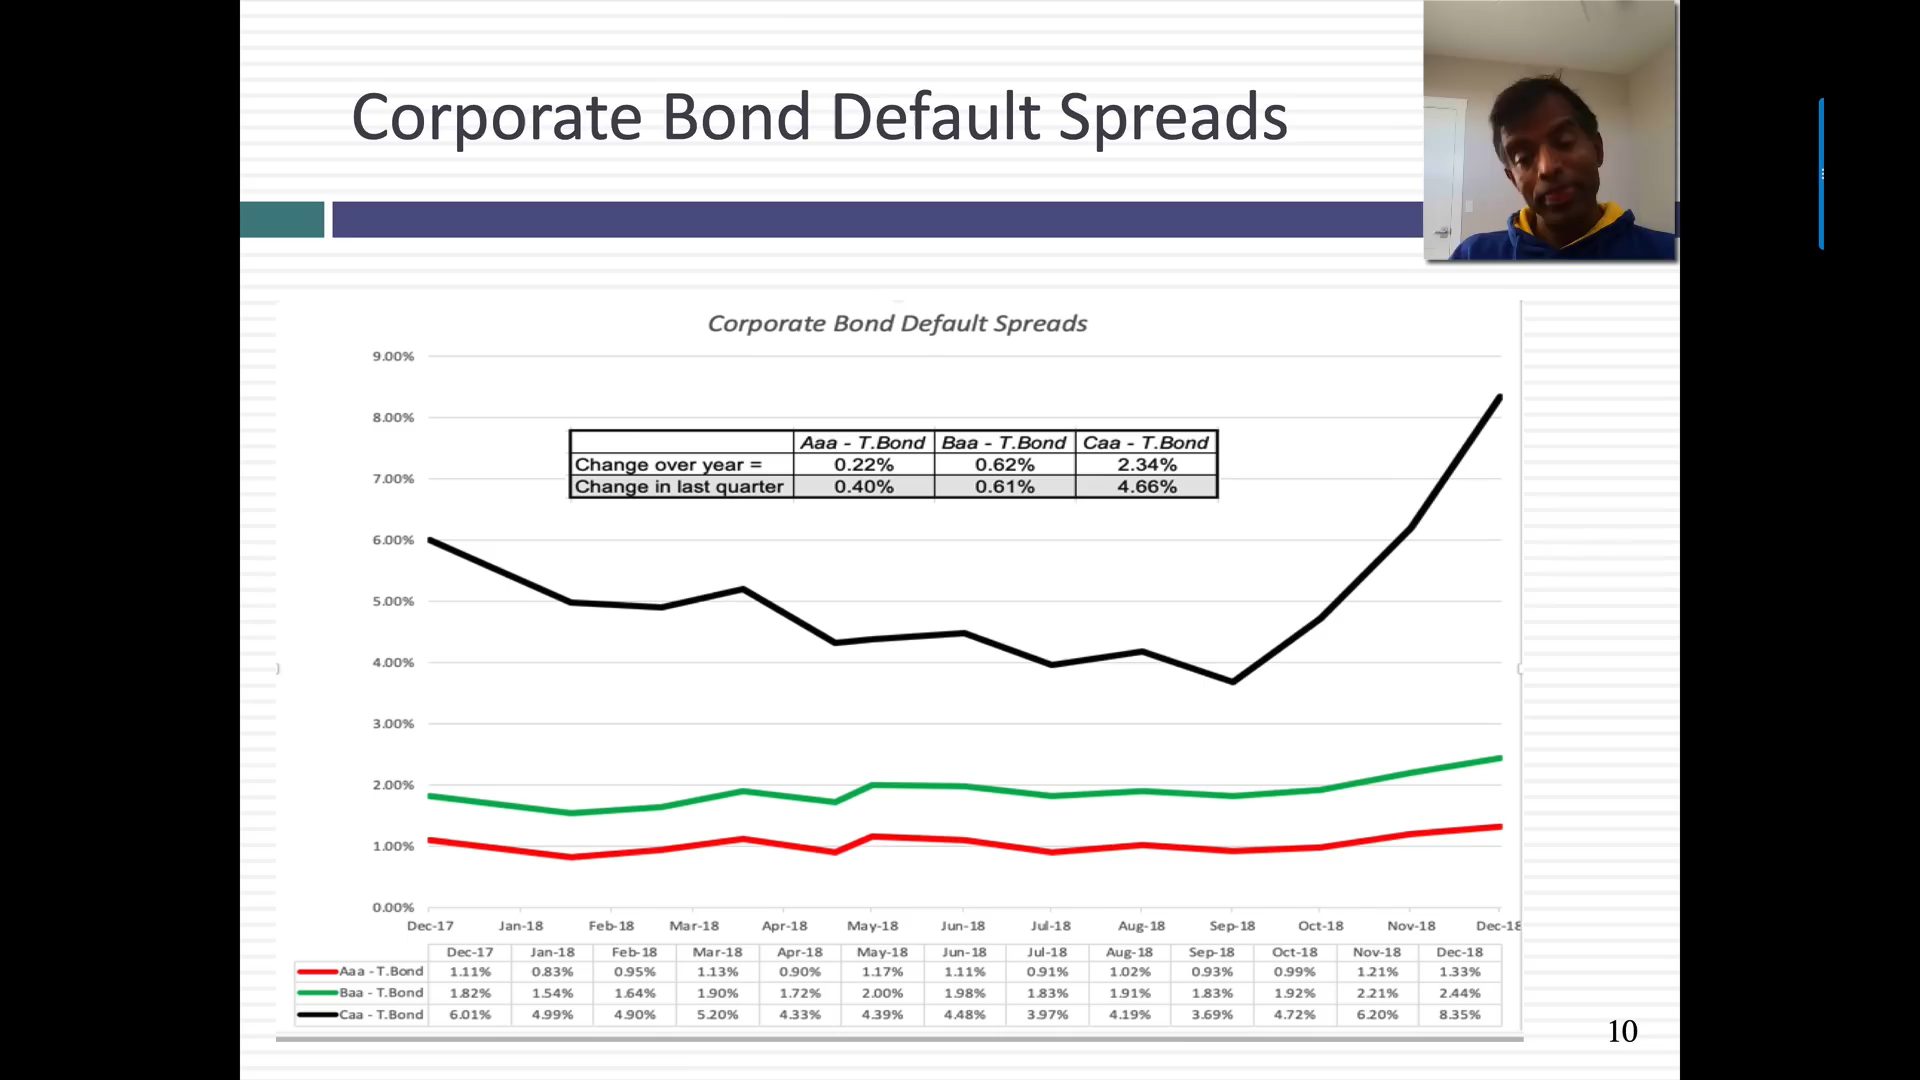 Corporate Bond Default Spreads
Corporate Bond Default Spreads
9.00%
8.00%
7.00%
6.00%
5.00%
4.00%
3.00%
2.00%
1.00%
0.00%
Aaa - T.Bond Baa - T.Bond Caa - T.Bond
Change over year = 0.22% 0.62% 2.34%
Change in last quarter 0.40% 0.61% 4.66%
Dec-17 Jan-18 Feb-18 Mar-18 Apr-18 May-18 Jun-18 Jul-18 Aug-18 Sep-18 Oct-18 Nov-18 Dec-18
Dec-17 Jan-18 Feb-18 Mar-18 Apr-18 May-18 Jun-18 Jul-18 Aug-18 Sep-18 Oct-18 Nov-18 Dec-18
Aaa - T.Bond 1.11% 0.83% 0.95% 1.13% 0.90% 1.17% 1.11% 0.91% 1.02% 0.93% 0.99% 1.21% 1.33%
Baa - T.Bond 1.82% 1.54% 1.64% 1.90% 1.72% 2.00% 1.98% 1.83% 1.91% 1.83% 1.92% 2.21% 2.44%
Caa - T.Bond 6.01% 4.99% 4.90% 5.20% 4.33% 4.39% 4.48% 3.97% 4.19% 3.69% 4.72% 6.20% 8.35%
10